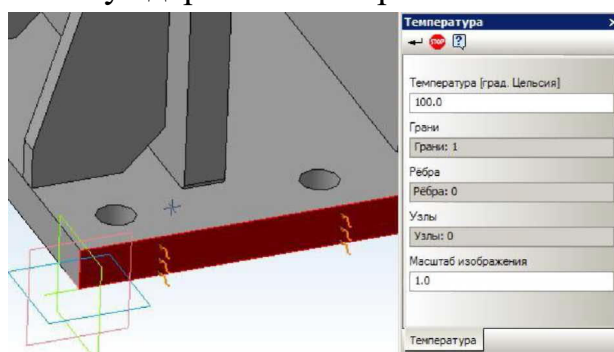 Температура
STOP
Температура [град. Цельсия]
100.0
Грани
Грани: 1
Рёбра
Рёбра: 0
Узлы
Узлы: 0
Масштаб изображения
1.0
Температура